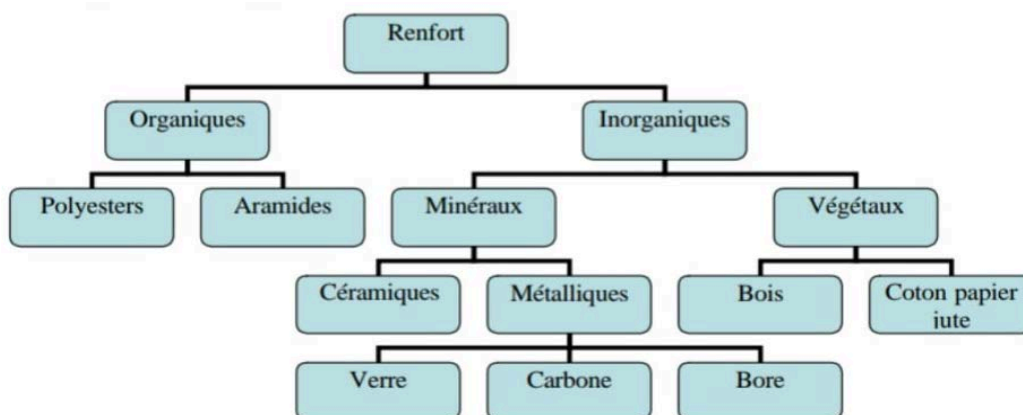 Renfort
Organiques
Inorganiques
Polyesters
Aramides
Minéraux
Végétaux
Céramiques
Métalliques
Bois
Coton papier
jute
Verre
Carbone
Bore